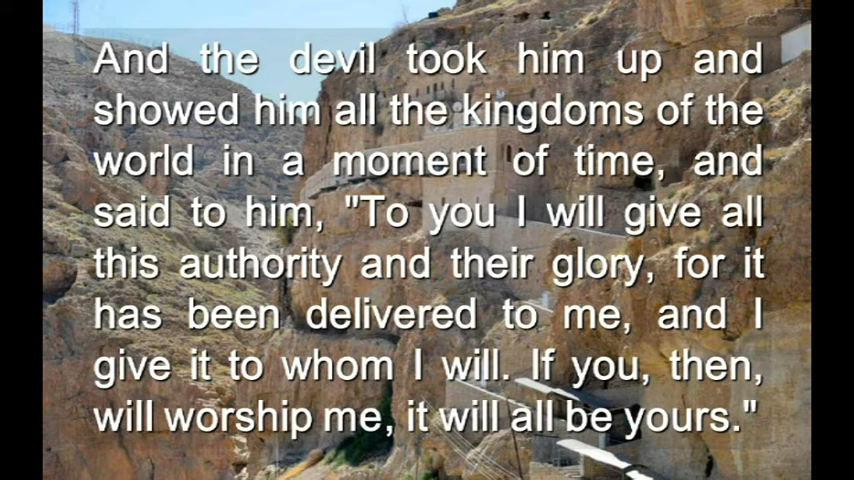 And the devil took him up and
showed him all the kingdoms of the
world in a moment of time, and
said to him, "To you I will give all
this authority and their glory, for it
has been delivered to me, and I
give it to whom I will. If you, then,
will worship me, it will all be yours."